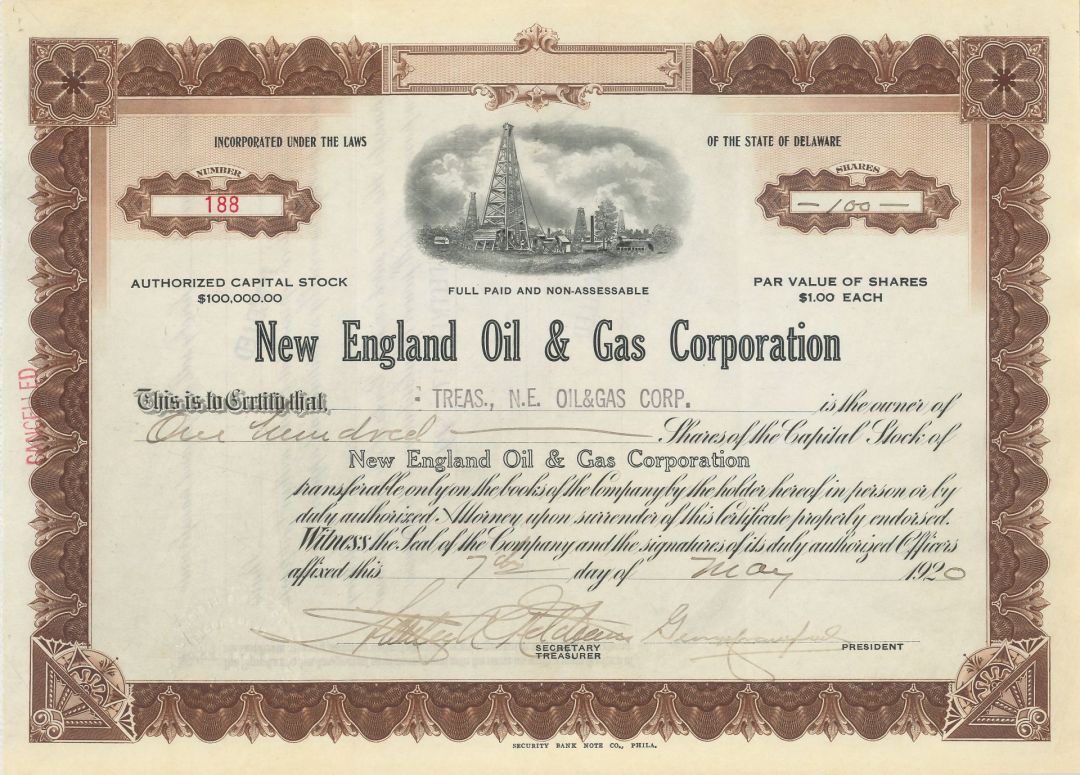 INCORPORATED UNDER THE LAWS
OF THE STATE OF DELAWARE
NUMBER
188
SHARES
— 100 —
AUTHORIZED CAPITAL STOCK
$100,000.00
FULL PAID AND NON-ASSESSABLE
PAR VALUE OF SHARES
$1.00 EACH
New England Oil & Gas Corporation
This is to Certify that TREAS., N.E. OIL&GAS CORP. is the owner of
One hundred — Shares of the Capital Stock of
New England Oil & Gas Corporation
transferable only on the books of the Company by the holder hereof in person or by
duly authorized Attorney upon surrender of this Certificate properly endorsed.
Witness the Seal of the Company and the signatures of its duly authorized Officers
affixed this 7th day of May 1920
SECRETARY
TREASURER
PRESIDENT
CANCELLED
SECURITY BANK NOTE CO., PHILA.